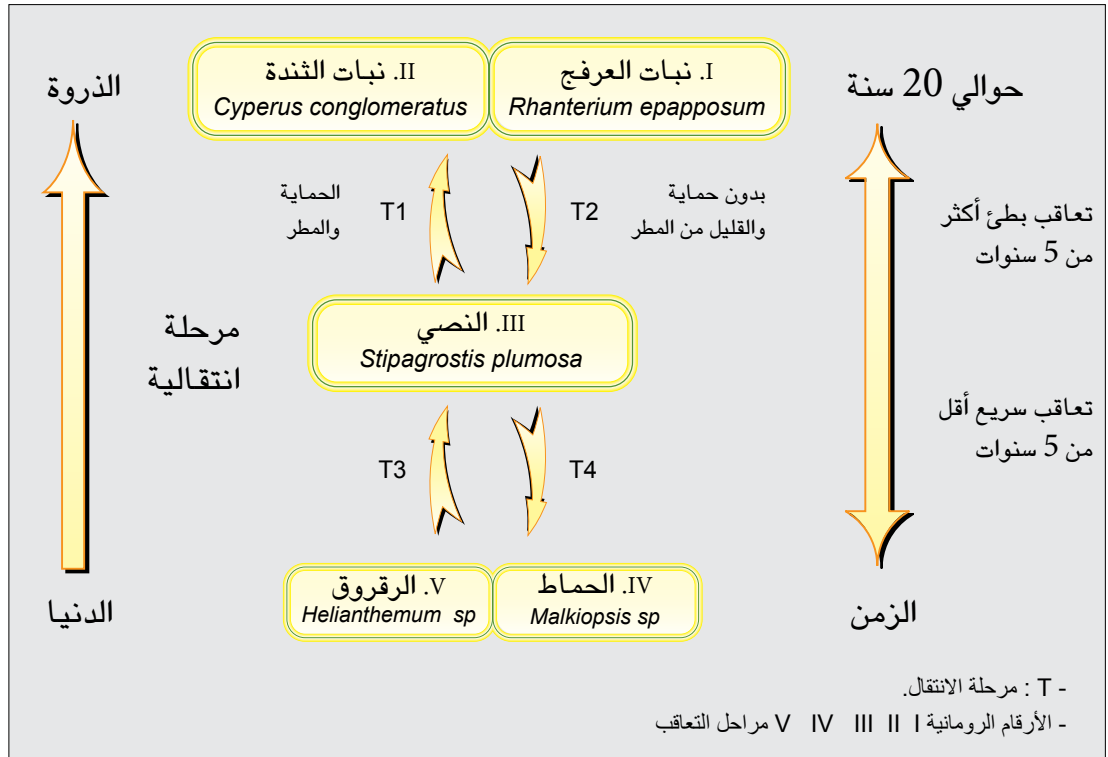 I. نبات العرفج
Rhanterium epapposum
II. نبات الثندة
Cyperus conglomeratus
حوالي 20 سنة
الذروة
بدون حماية
والقليل من المطر
T2
T1
الحماية
والمطر
تعاقب بطئ أكثر
من 5 سنوات
III. النصي
Stipagrostis plumosa
مرحلة
انتقالية
تعاقب سريع أقل
من 5 سنوات
T4
T3
IV. الحماط
Malkiopsis sp
V. الرقروق
Helianthemum sp
الزمن
الدنيا
- T : مرحلة الانتقال.
- الأرقام الرومانية I II III IV V مراحل التعاقب